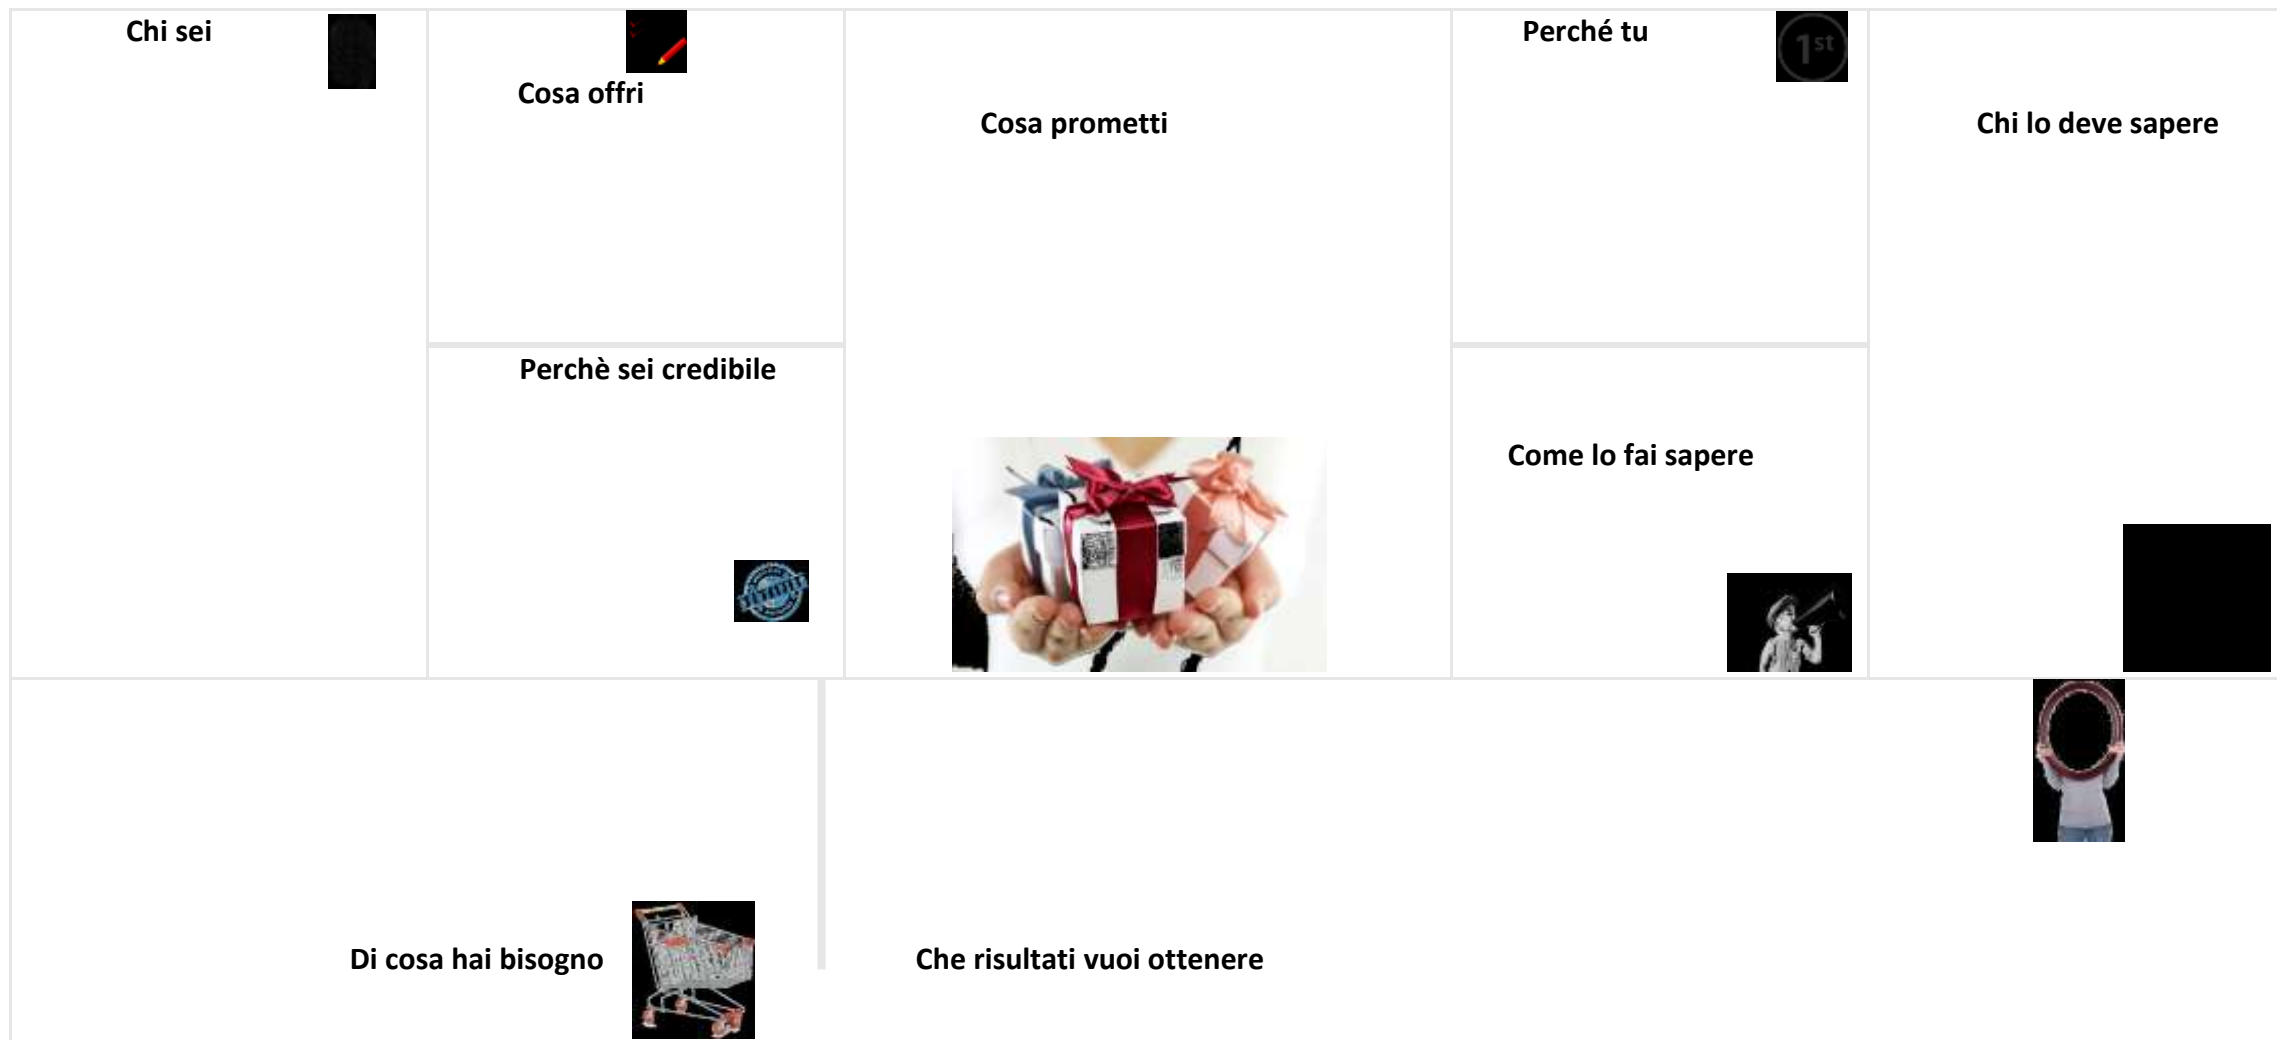 Chi sei
Cosa offri
Cosa prometti
Perché tu
1st
Chi lo deve sapere
Perchè sei credibile
Come lo fai sapere
Di cosa hai bisogno
Che risultati vuoi ottenere